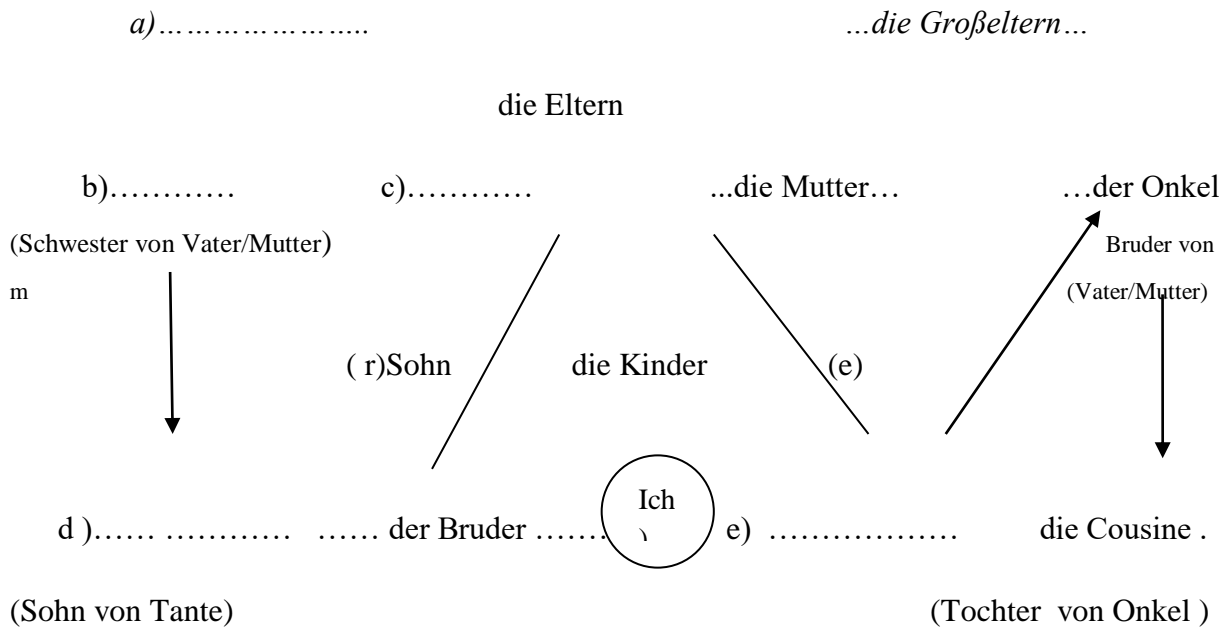 a)………………….. …die Großeltern…
die Eltern
b)………… c)………… ...die Mutter… …der Onkel
(Schwester von Vater/Mutter) Bruder von
m (Vater/Mutter)
( r)Sohn die Kinder (e)
Ich
)
d )…… ………… …… der Bruder ……. e) ……………… die Cousine .
(Sohn von Tante) (Tochter von Onkel )